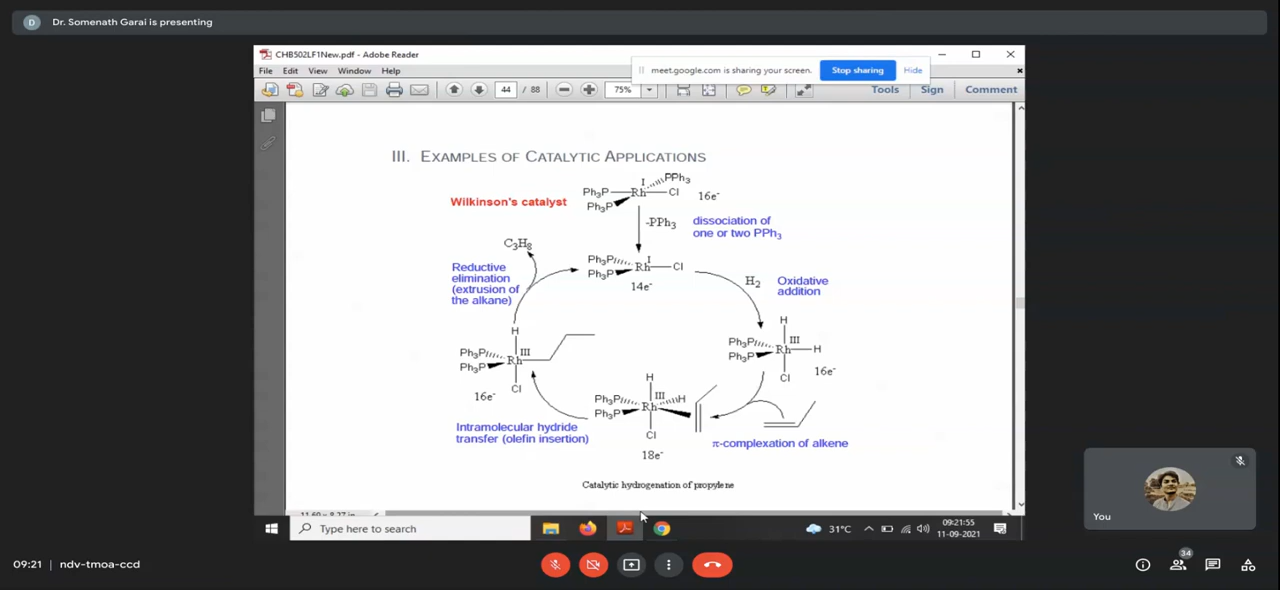 D Dr. Somenath Garai is presenting
CHB502LF1New.pdf - Adobe Reader
meet.google.com is sharing your screen. Stop sharing Hide
File Edit View Window Help
44 / 88 75% Tools Sign Comment
III. EXAMPLES OF CATALYTIC APPLICATIONS
Wilkinson's catalyst
I
Ph₃P Rh PPh₃
Cl
Ph₃P
16e⁻
-PPh₃
dissociation of
one or two PPh₃
C₃H₈
Ph₃P I
Rh Cl
Ph₃P
14e⁻
Reductive
elimination
(extrusion of
the alkane)
H₂
Oxidative
addition
H
Ph₃P III
Rh H
Ph₃P
Cl
16e⁻
H
Ph₃P III
Rh
Ph₃P
Cl
16e⁻
H
Ph₃P III H
Rh
Ph₃P
Cl
18e⁻
Intramolecular hydride
transfer (olefin insertion)
π-complexation of alkene
Catalytic hydrogenation of propylene
11.69 x 8.27 in
Type here to search
31°C
09:21:55
11-09-2021
You
09:21 | ndv-tmoa-ccd
34